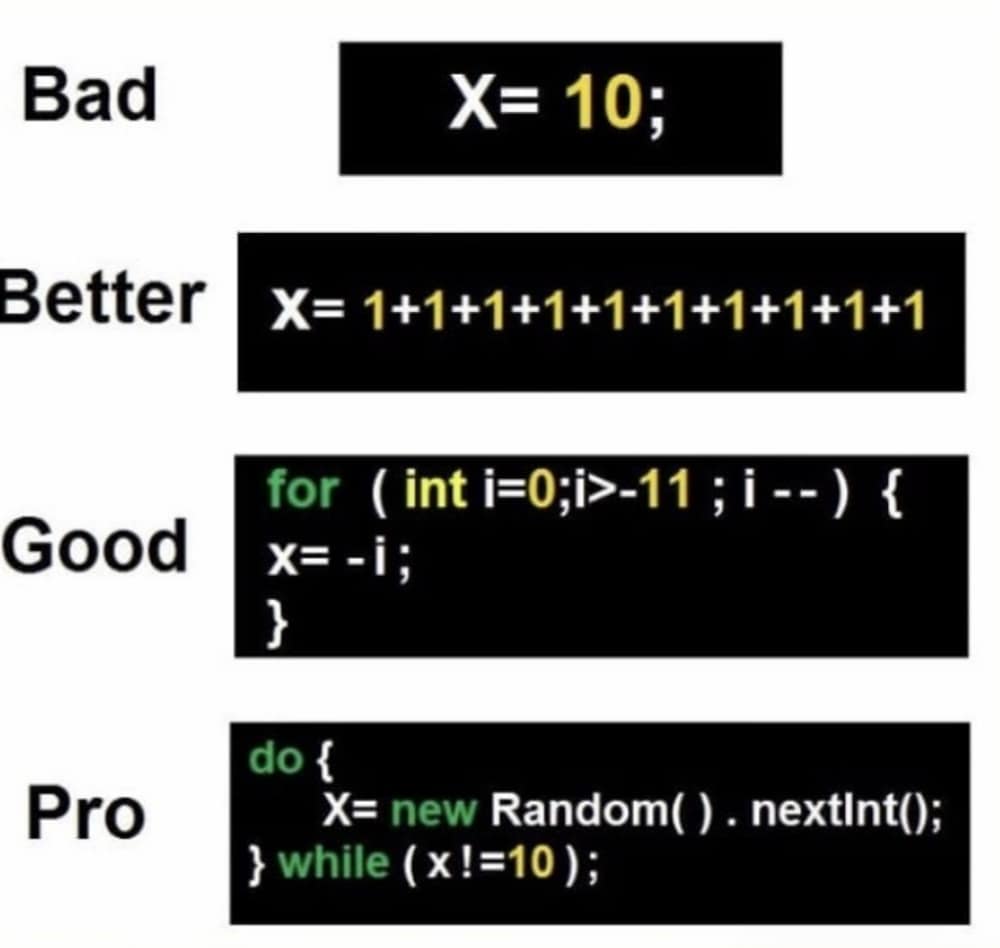 Bad
X= 10;
Better
X= 1+1+1+1+1+1+1+1+1+1
Good
for ( int i=0;i>-11 ; i -- ) {
x= -i;
}
Pro
do {
X= new Random( ) . nextInt();
} while ( x !=10 ) ;